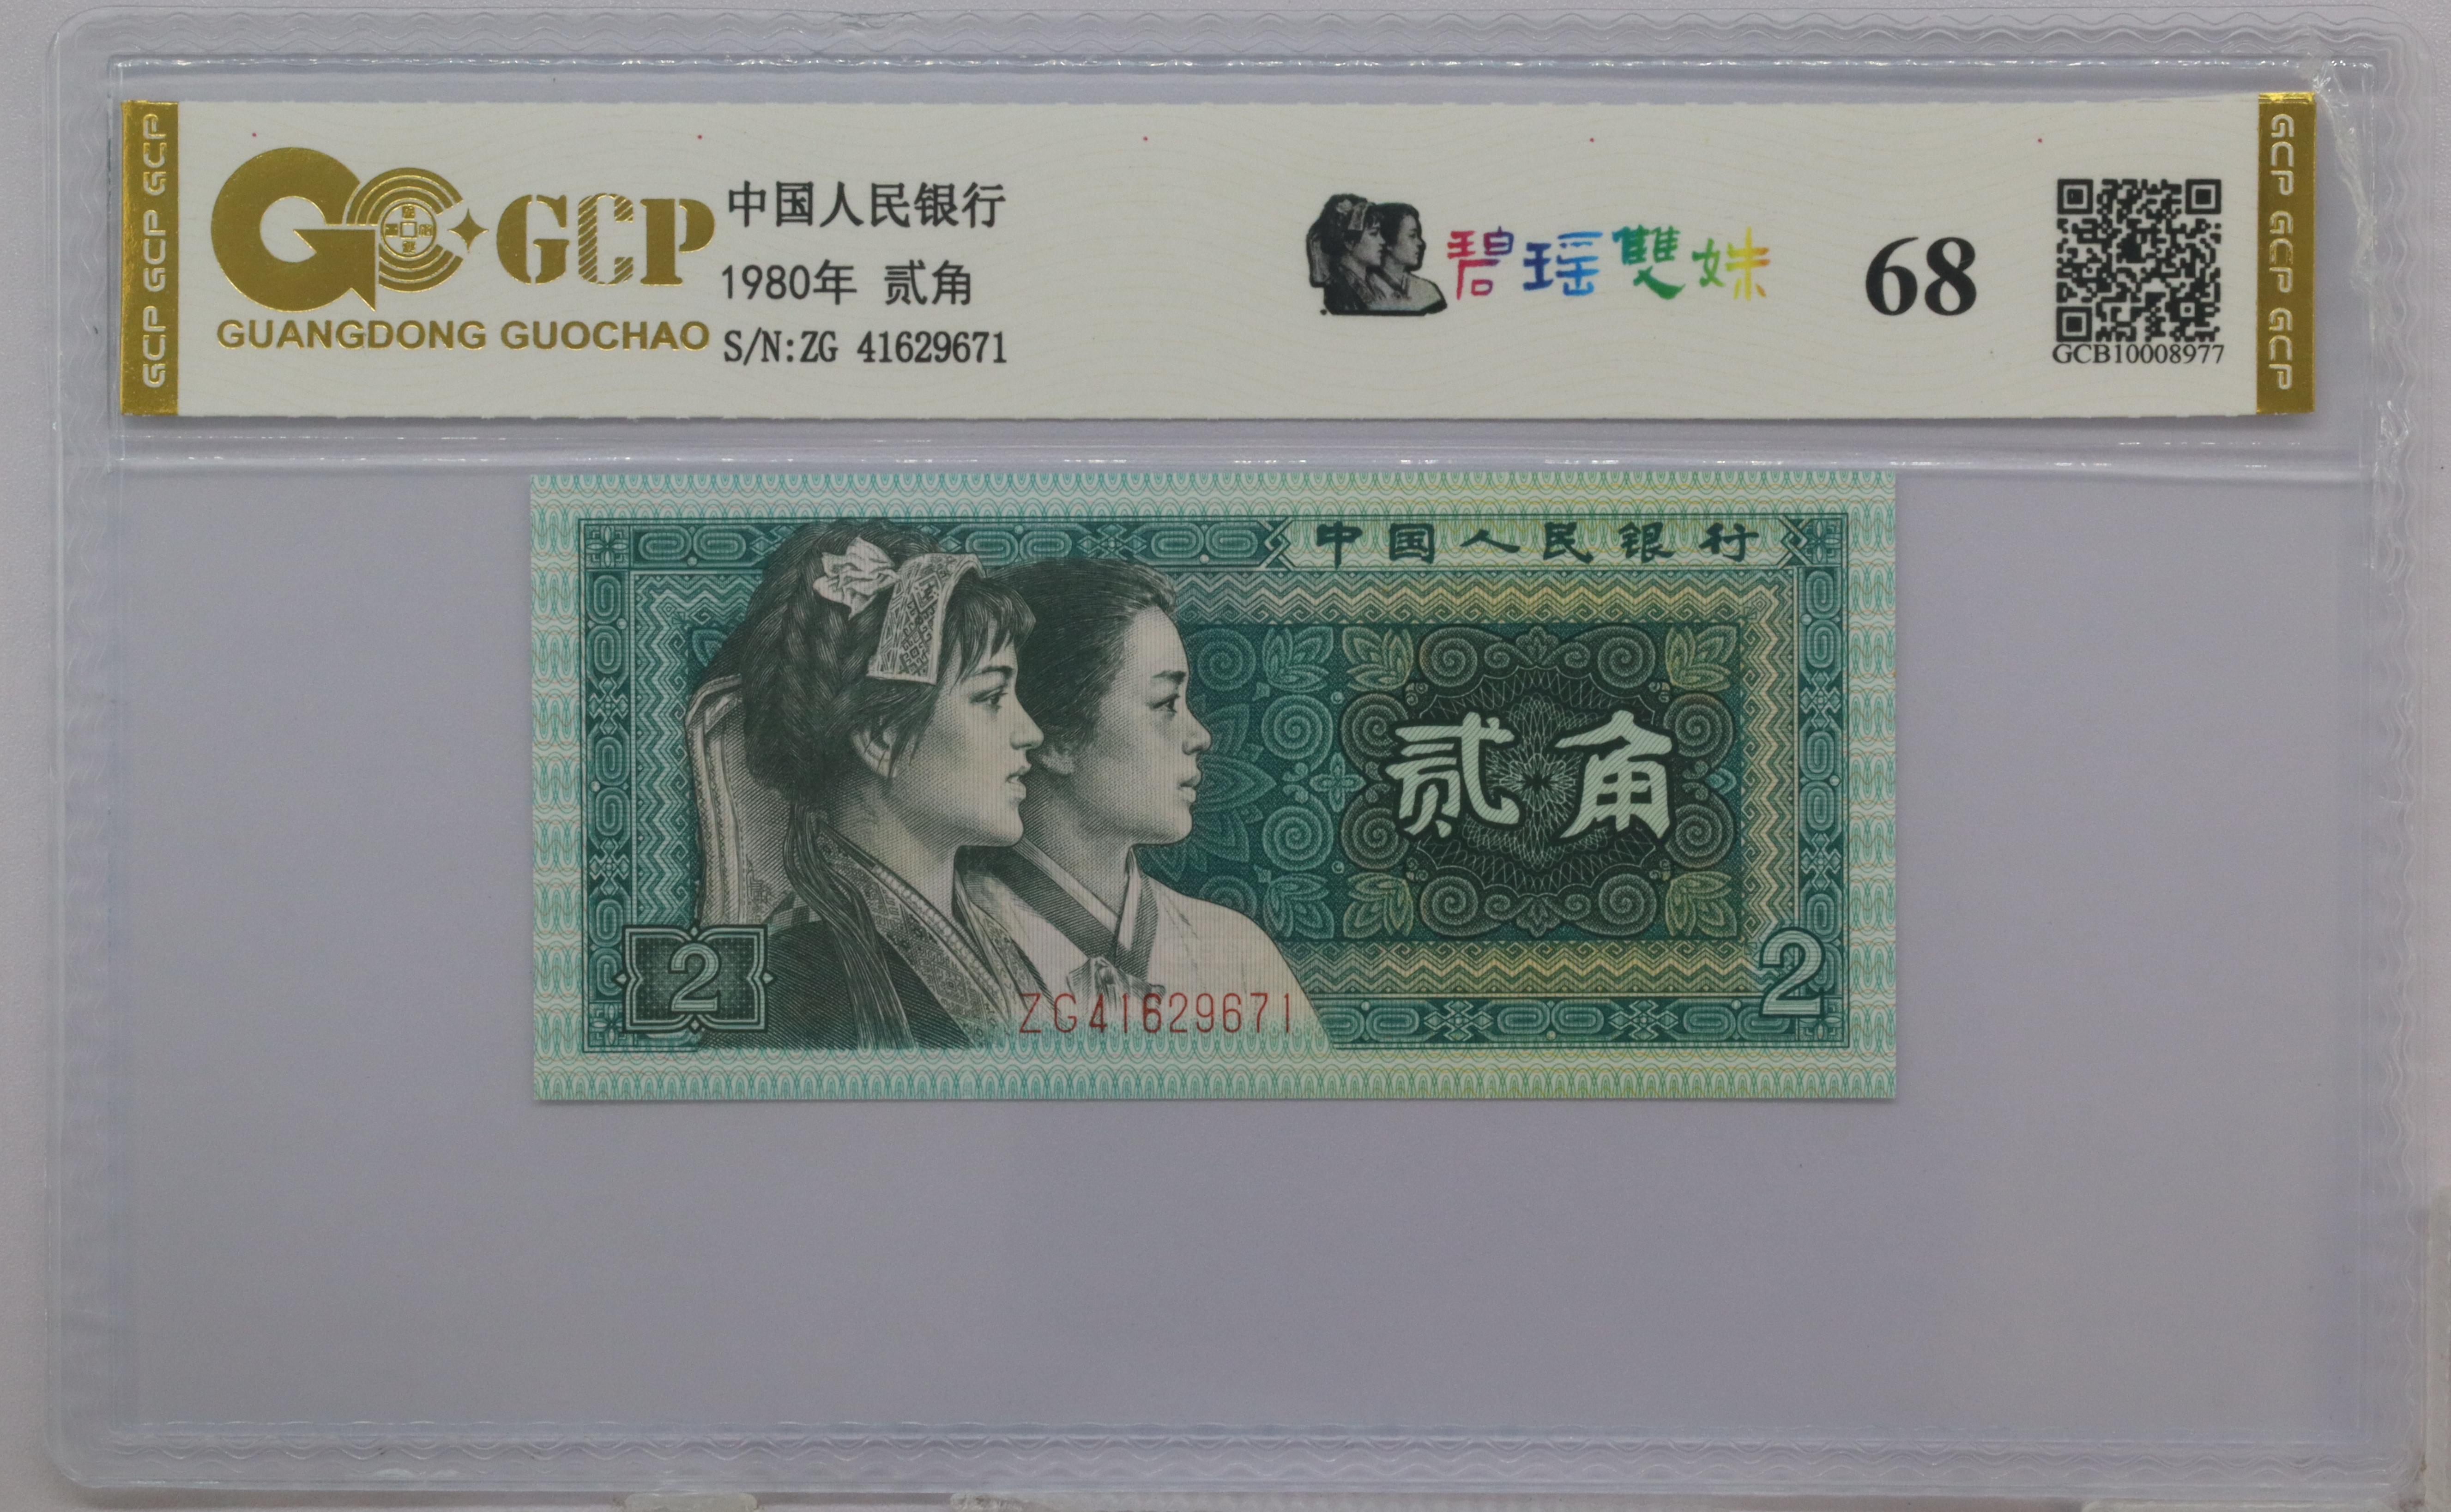 GCP GCP GCP
GCP
GUANGDONG GUOCHAO
中国人民银行
1980年 贰角
S/N:ZG 41629671
碧瑶雙妹
68
GCB10008977
GCP GCP GCP
中国人民银行
贰角
2
ZG41629671
2